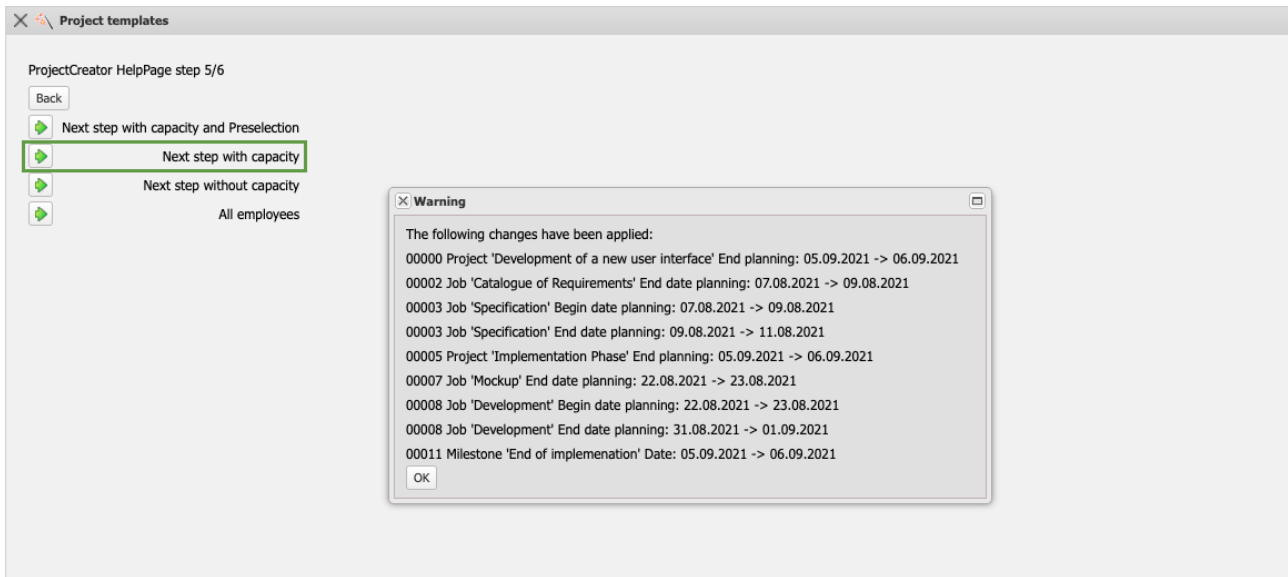 Project templates
ProjectCreator HelpPage step 5/6
Back
Next step with capacity and Preselection
Next step with capacity
Next step without capacity
All employees
Warning
The following changes have been applied:
00000 Project 'Development of a new user interface' End planning: 05.09.2021 -> 06.09.2021
00002 Job 'Catalogue of Requirements' End date planning: 07.08.2021 -> 09.08.2021
00003 Job 'Specification' Begin date planning: 07.08.2021 -> 09.08.2021
00003 Job 'Specification' End date planning: 09.08.2021 -> 11.08.2021
00005 Project 'Implementation Phase' End planning: 05.09.2021 -> 06.09.2021
00007 Job 'Mockup' End date planning: 22.08.2021 -> 23.08.2021
00008 Job 'Development' Begin date planning: 22.08.2021 -> 23.08.2021
00008 Job 'Development' End date planning: 31.08.2021 -> 01.09.2021
00011 Milestone 'End of implemenation' Date: 05.09.2021 -> 06.09.2021
OK